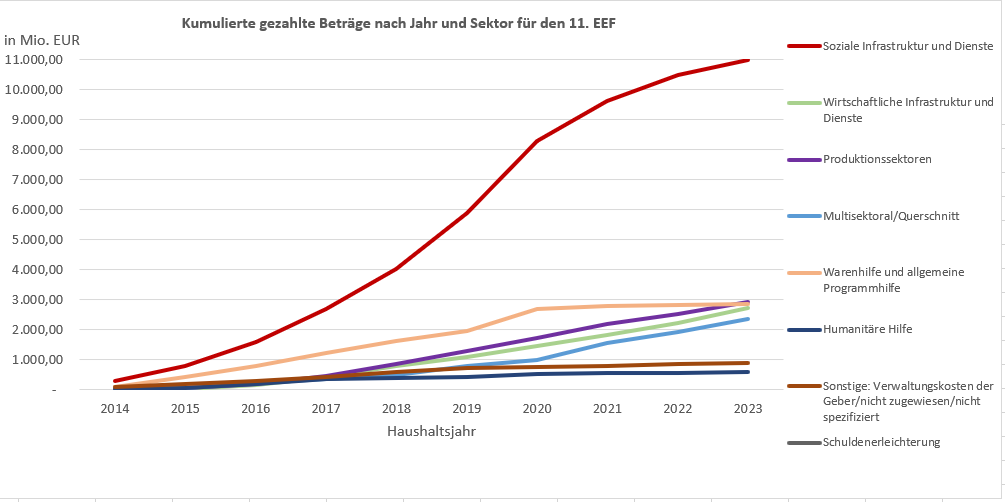 Kumulierte gezahlte Beträge nach Jahr und Sektor für den 11. EEF
in Mio. EUR
11.000,00
10.000,00
9.000,00
8.000,00
7.000,00
6.000,00
5.000,00
4.000,00
3.000,00
2.000,00
1.000,00
-
2014 2015 2016 2017 2018 2019 2020 2021 2022 2023
Haushaltsjahr
Soziale Infrastruktur und Dienste
Wirtschaftliche Infrastruktur und
Dienste
Produktionssektoren
Multisektoral/Querschnitt
Warenhilfe und allgemeine
Programmhilfe
Humanitäre Hilfe
Sonstige: Verwaltungskosten der
Geber/nicht zugewiesen/nicht
spezifiziert
Schuldenerleichterung